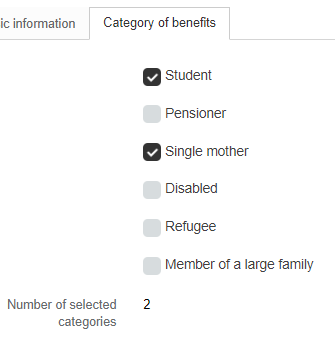 ic information
Category of benefits
Student
Pensioner
Single mother
Disabled
Refugee
Member of a large family
Number of selected 2
categories